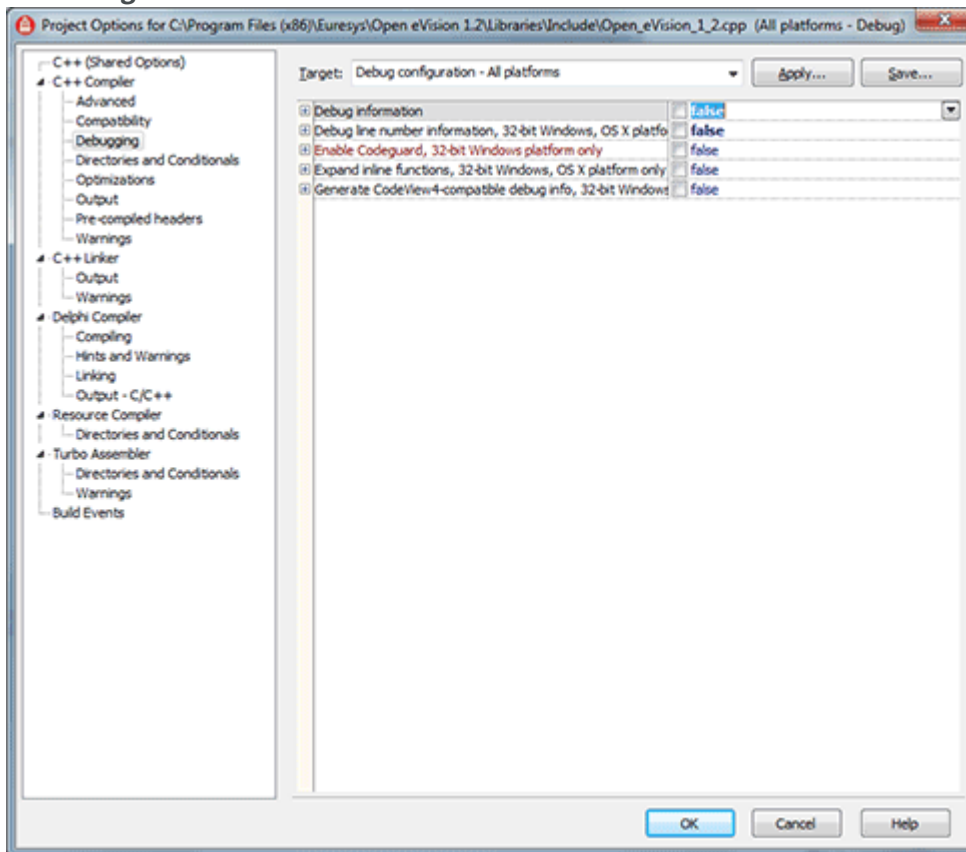 Project Options for C:\Program Files (x86)\Euresys\Open eVision 1.2\Libraries\Include\Open_eVision_1_2.cpp (All platforms - Debug)
C++ (Shared Options)
C++ Compiler
Advanced
Compatibility
Debugging
Directories and Conditionals
Optimizations
Output
Pre-compiled headers
Warnings
C++ Linker
Output
Warnings
Delphi Compiler
Compiling
Hints and Warnings
Linking
Output - C/C++
Resource Compiler
Directories and Conditionals
Turbo Assembler
Directories and Conditionals
Warnings
Build Events
Target: Debug configuration - All platforms Apply... Save...
Debug information false
Debug line number information, 32-bit Windows, OS X platfo false
Enable Codeguard, 32-bit Windows platform only false
Expand inline functions, 32-bit Windows, OS X platform only false
Generate CodeView4-compatible debug info, 32-bit Windows false
OK Cancel Help